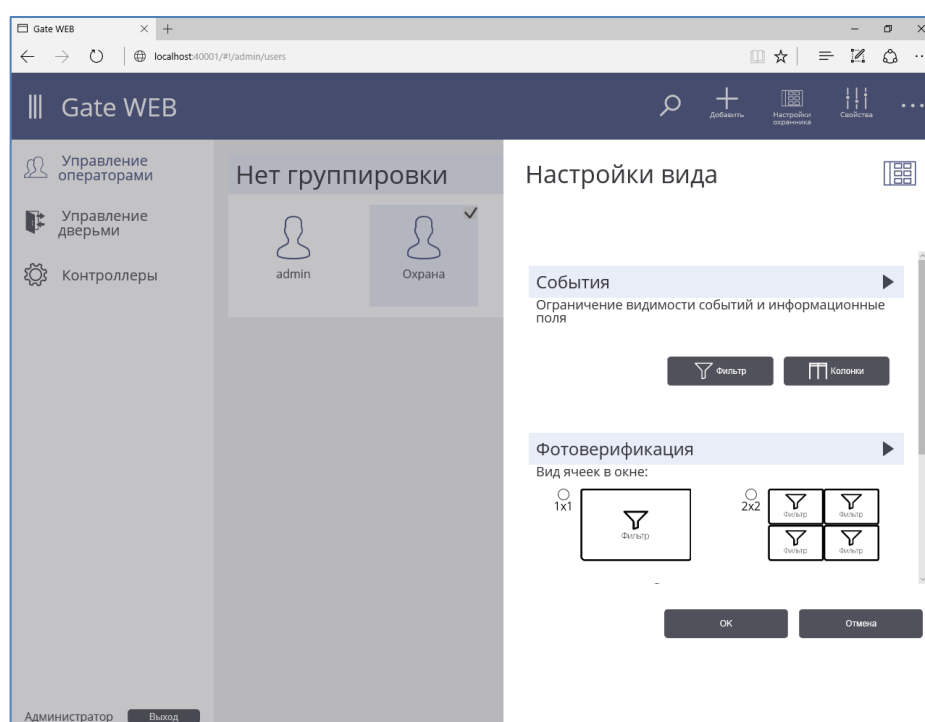 Gate WEB
localhost:40001/#!/admin/users
Gate WEB
Добавить
Настройки
охранника
Свойства
Управление
операторами
Управление
дверьми
Контроллеры
Нет группировки
admin
Охрана
Настройки вида
События
Ограничение видимости событий и информационные
поля
Фильтр
Колонки
Фотоверификация
Вид ячеек в окне:
1x1
Фильтр
2x2
Фильтр
Фильтр
Фильтр
Фильтр
ОК
Отмена
Администратор
Выход